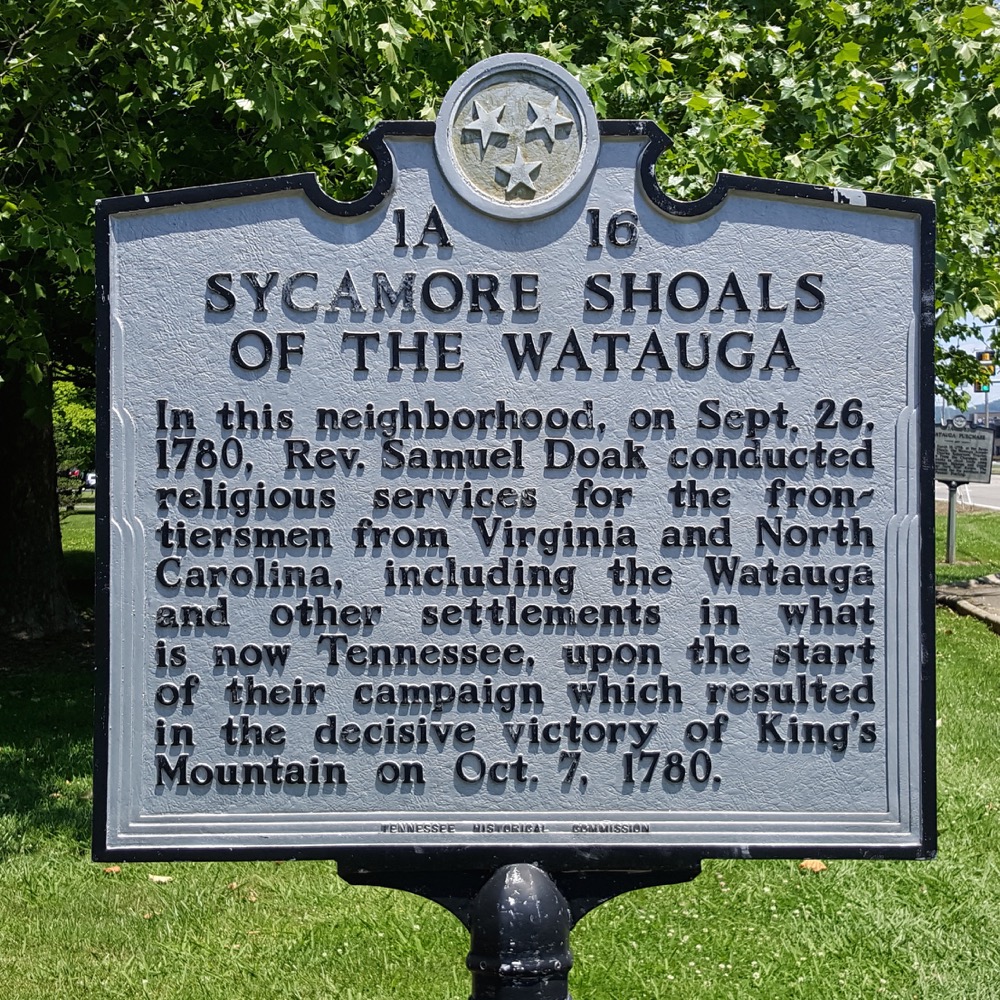 1A 16
SYCAMORE SHOALS
OF THE WATAUGA
In this neighborhood, on Sept. 26,
1780, Rev. Samuel Doak conducted
religious services for the fron-
tiersmen from Virginia and North
Carolina, including the Watauga
and other settlements in what
is now Tennessee, upon the start
of their campaign which resulted
in the decisive victory of King's
Mountain on Oct. 7, 1780.
TENNESSEE HISTORICAL COMMISSION